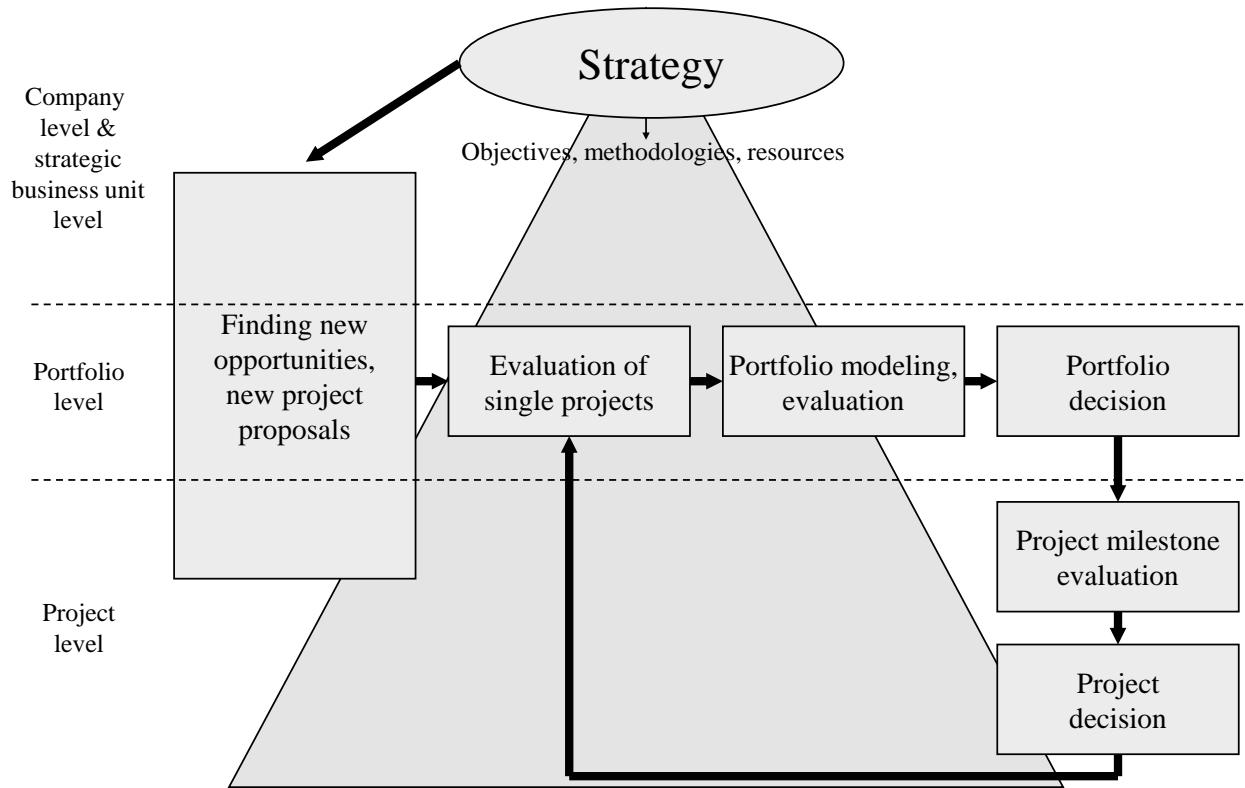 Strategy
Objectives, methodologies, resources
Company
level &
strategic
business unit
level
Finding new
opportunities,
new project
proposals
Portfolio
level
Evaluation of
single projects
Portfolio modeling,
evaluation
Portfolio
decision
Project milestone
evaluation
Project
level
Project
decision